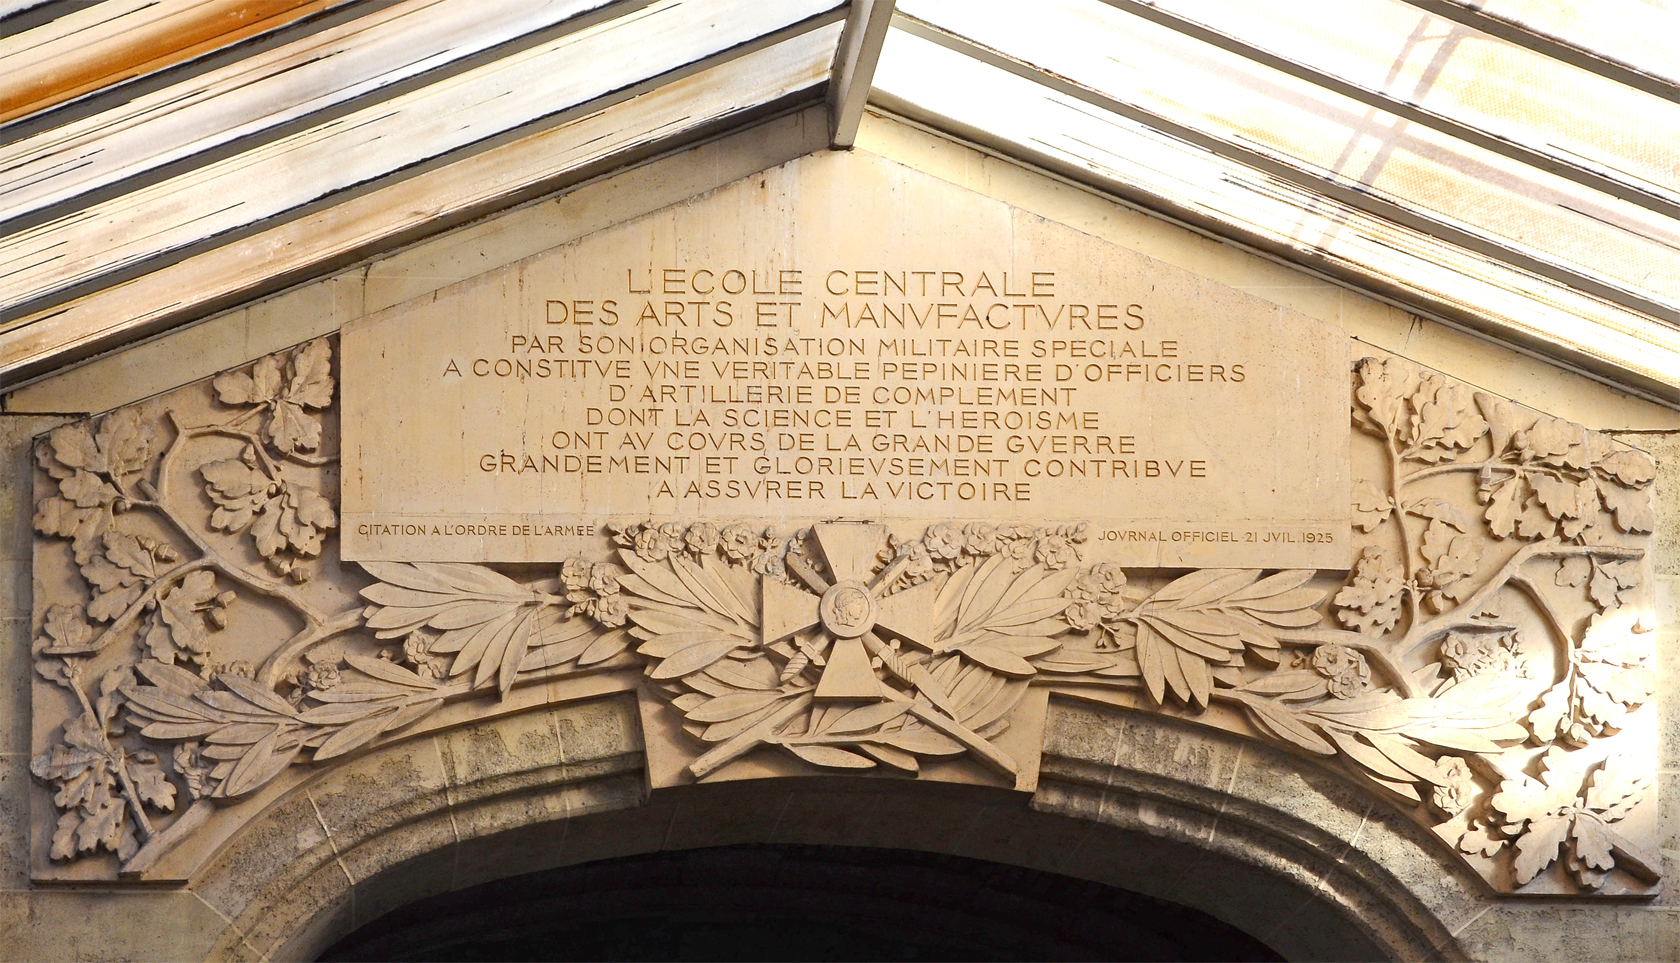 L'ECOLE CENTRALE
DES ARTS ET MANVFACTVRES
PAR SON ORGANISATION MILITAIRE SPECIALE
A CONSTITVE VNE VERITABLE PEPINIERE D'OFFICIERS
D'ARTILLERIE DE COMPLEMENT
DONT LA SCIENCE ET L'HEROISME
ONT AV COVRS DE LA GRANDE GVERRE
GRANDEMENT ET GLORIEVSEMENT CONTRIBVE
A ASSVRER LA VICTOIRE
CITATION A L'ORDRE DE L'ARMEE
JOVRNAL OFFICIEL·21 JVIL.1925